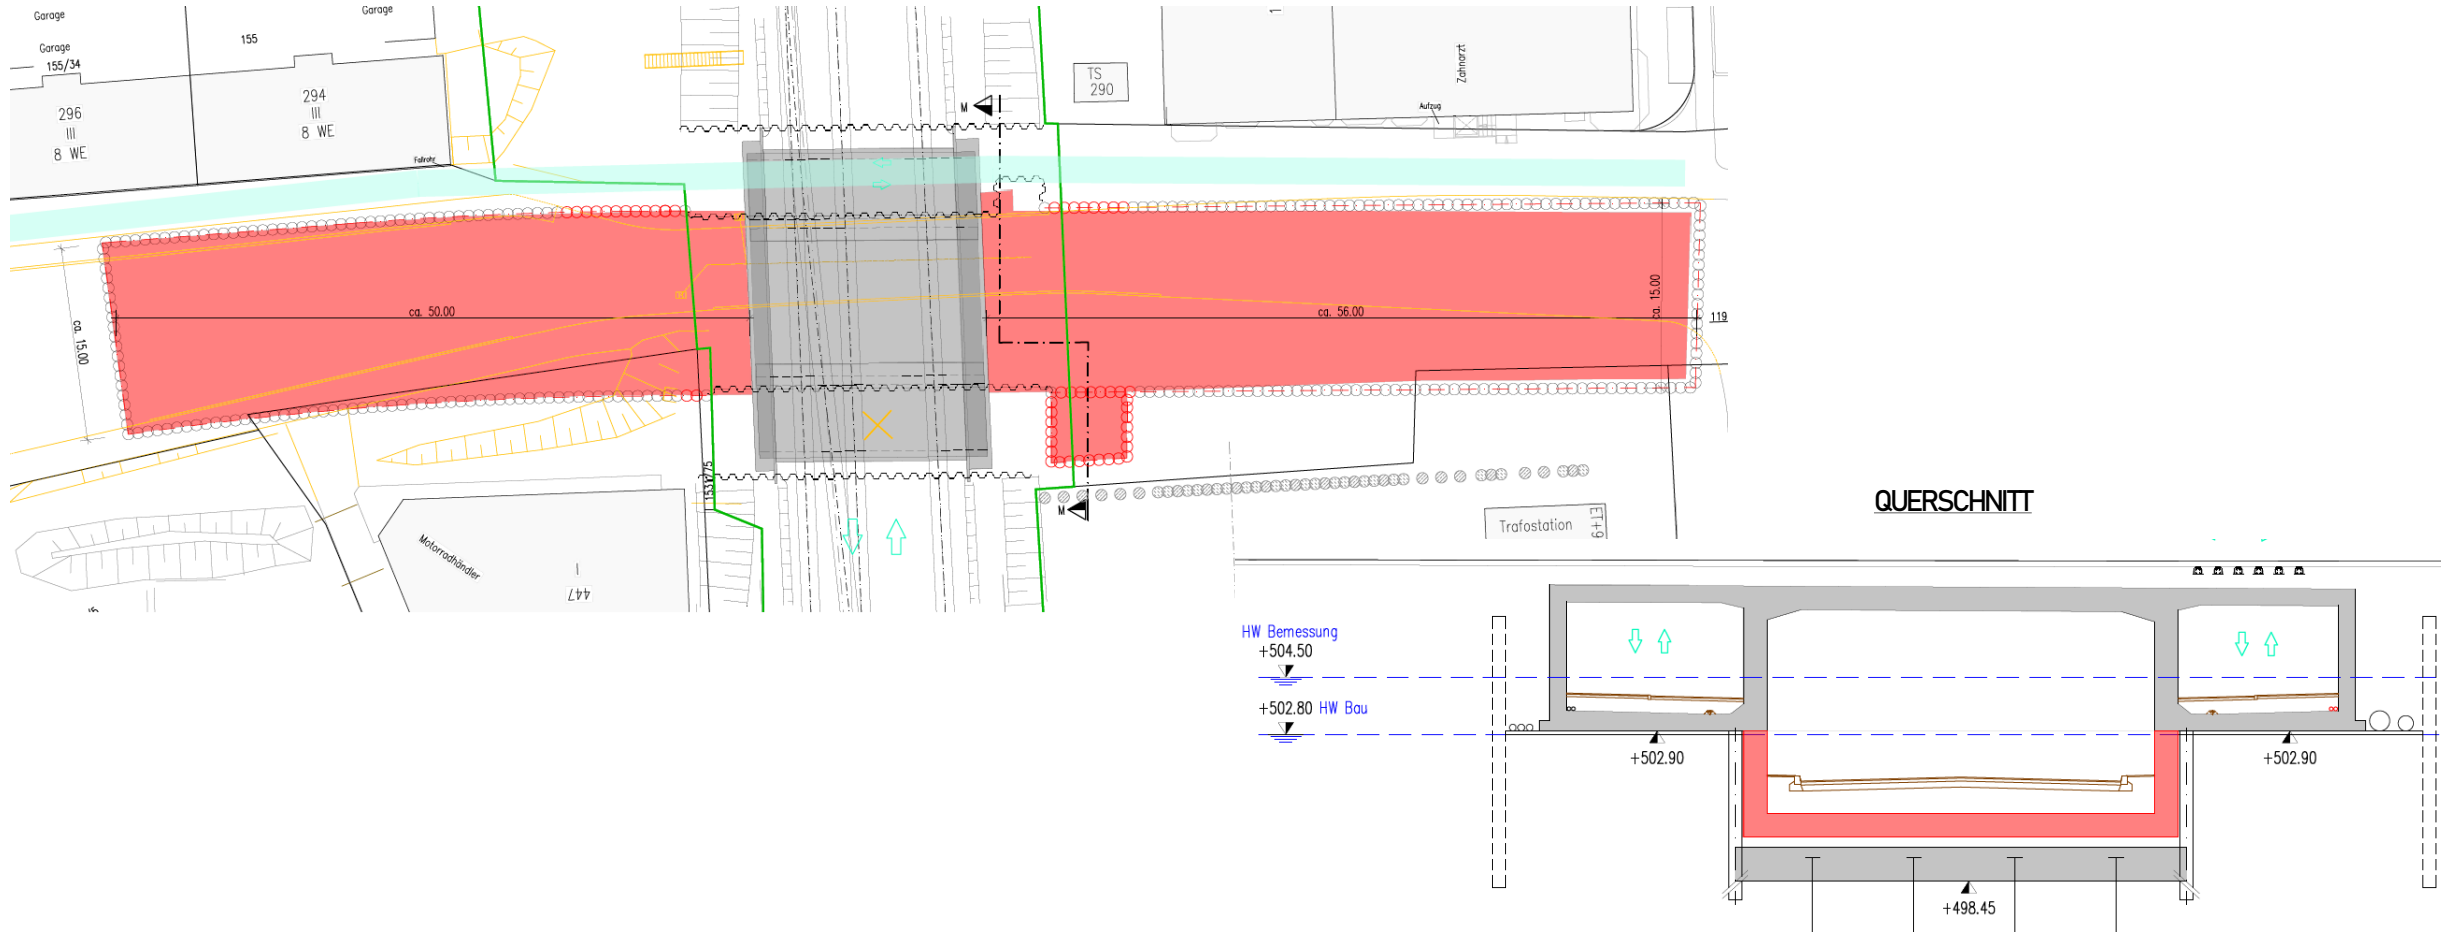 Garage
Garage
155
Garage
155/34
296
III
8 WE
294
III
8 WE
Fallrohr
M
TS
290
Zahnarzt
Aufzug
ca. 15.00
ca. 50.00
ca. 56.00
ca. 15.00
119
M
Motorradhändler
I
447
Trafostation
QUERSCHNITT
HW Bemessung
+504.50
+502.80 HW Bau
+502.90
+502.90
+498.45